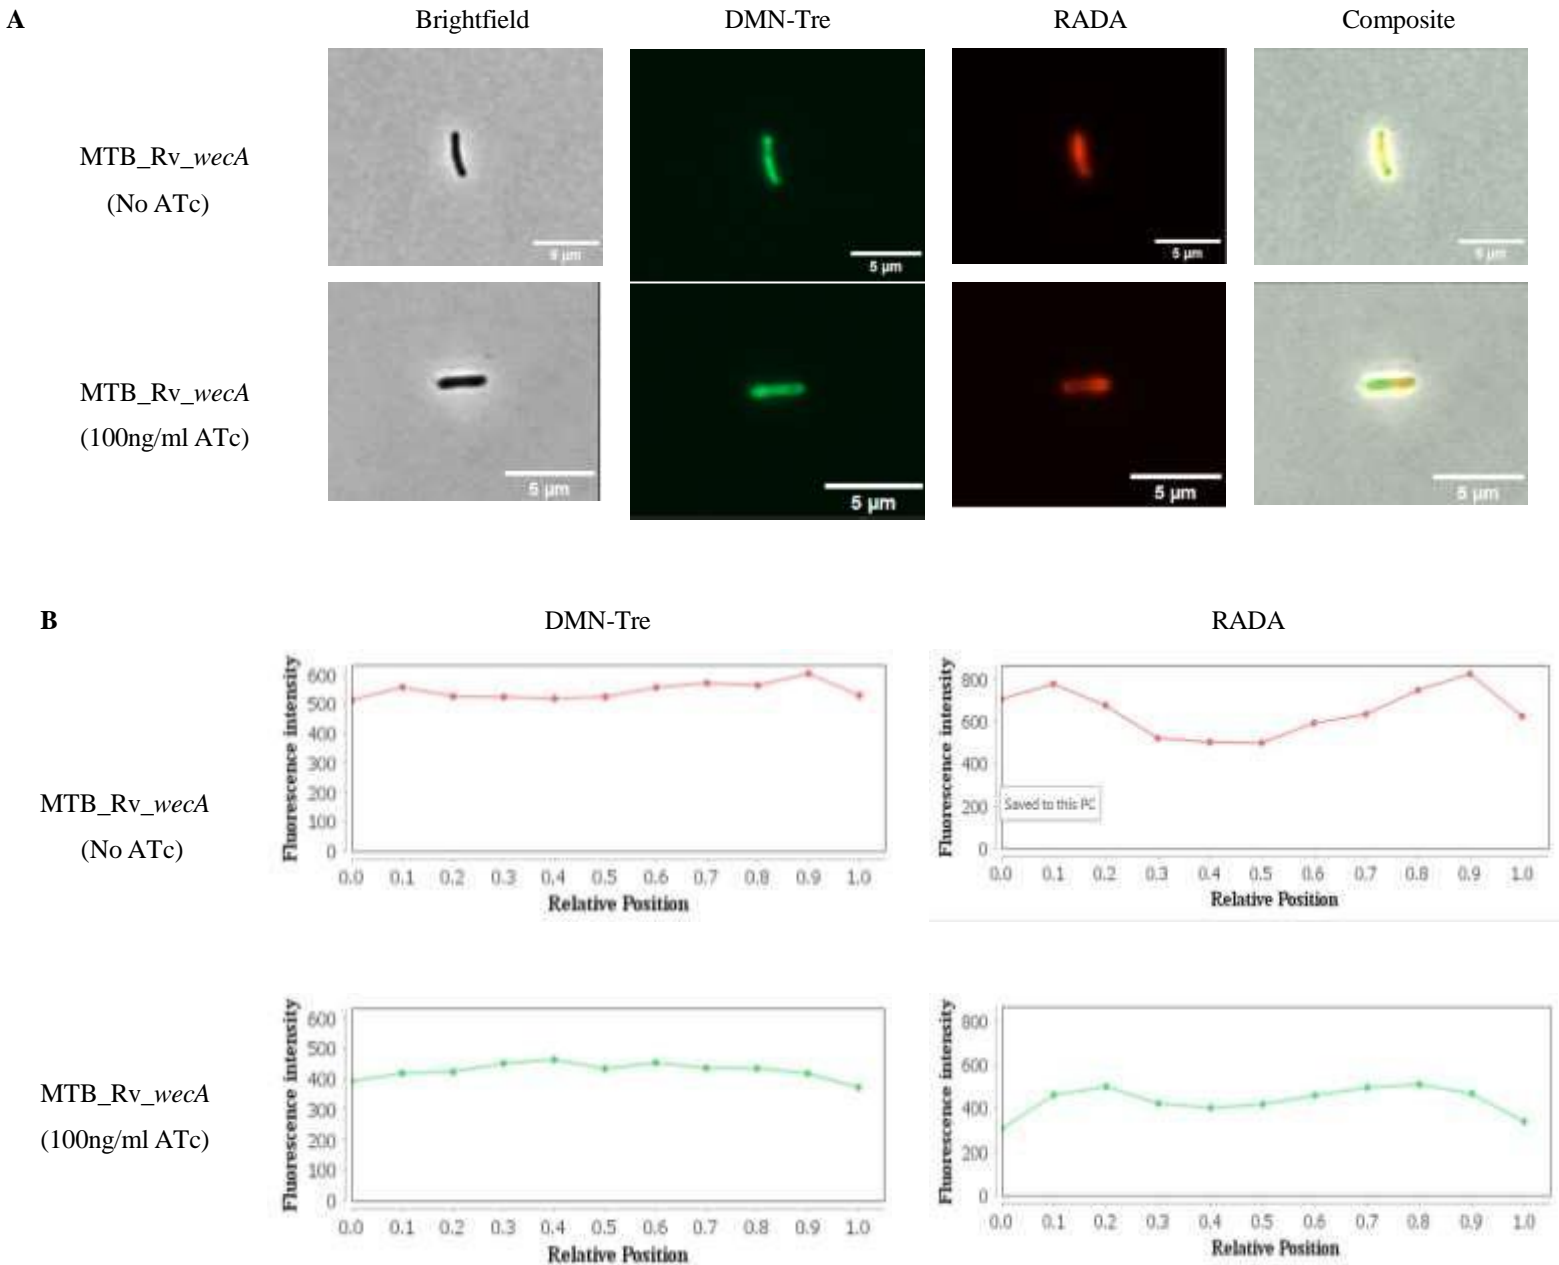 A
Brightfield DMN-Tre RADA Composite
MTB_Rv_wecA
(No ATc)
5 µm 5 µm 5 µm
MTB_Rv_wecA
(100ng/ml ATc)
5 µm 5 µm 5 µm 5 µm
B
DMN-Tre RADA
MTB_Rv_wecA
(No ATc)
Fluorescence intensity
600
500
400
300
200
100
0
0.0 0.1 0.2 0.3 0.4 0.5 0.6 0.7 0.8 0.9 1.0
Relative Position
Fluorescence intensity
800
600
400
200
0
Saved to this PC
0.0 0.1 0.2 0.3 0.4 0.5 0.6 0.7 0.8 0.9 1.0
Relative Position
MTB_Rv_wecA
(100ng/ml ATc)
Fluorescence intensity
600
500
400
300
200
100
0
0.0 0.1 0.2 0.3 0.4 0.5 0.6 0.7 0.8 0.9 1.0
Relative Position
Fluorescence intensity
800
600
400
200
0
0.0 0.1 0.2 0.3 0.4 0.5 0.6 0.7 0.8 0.9 1.0
Relative Position